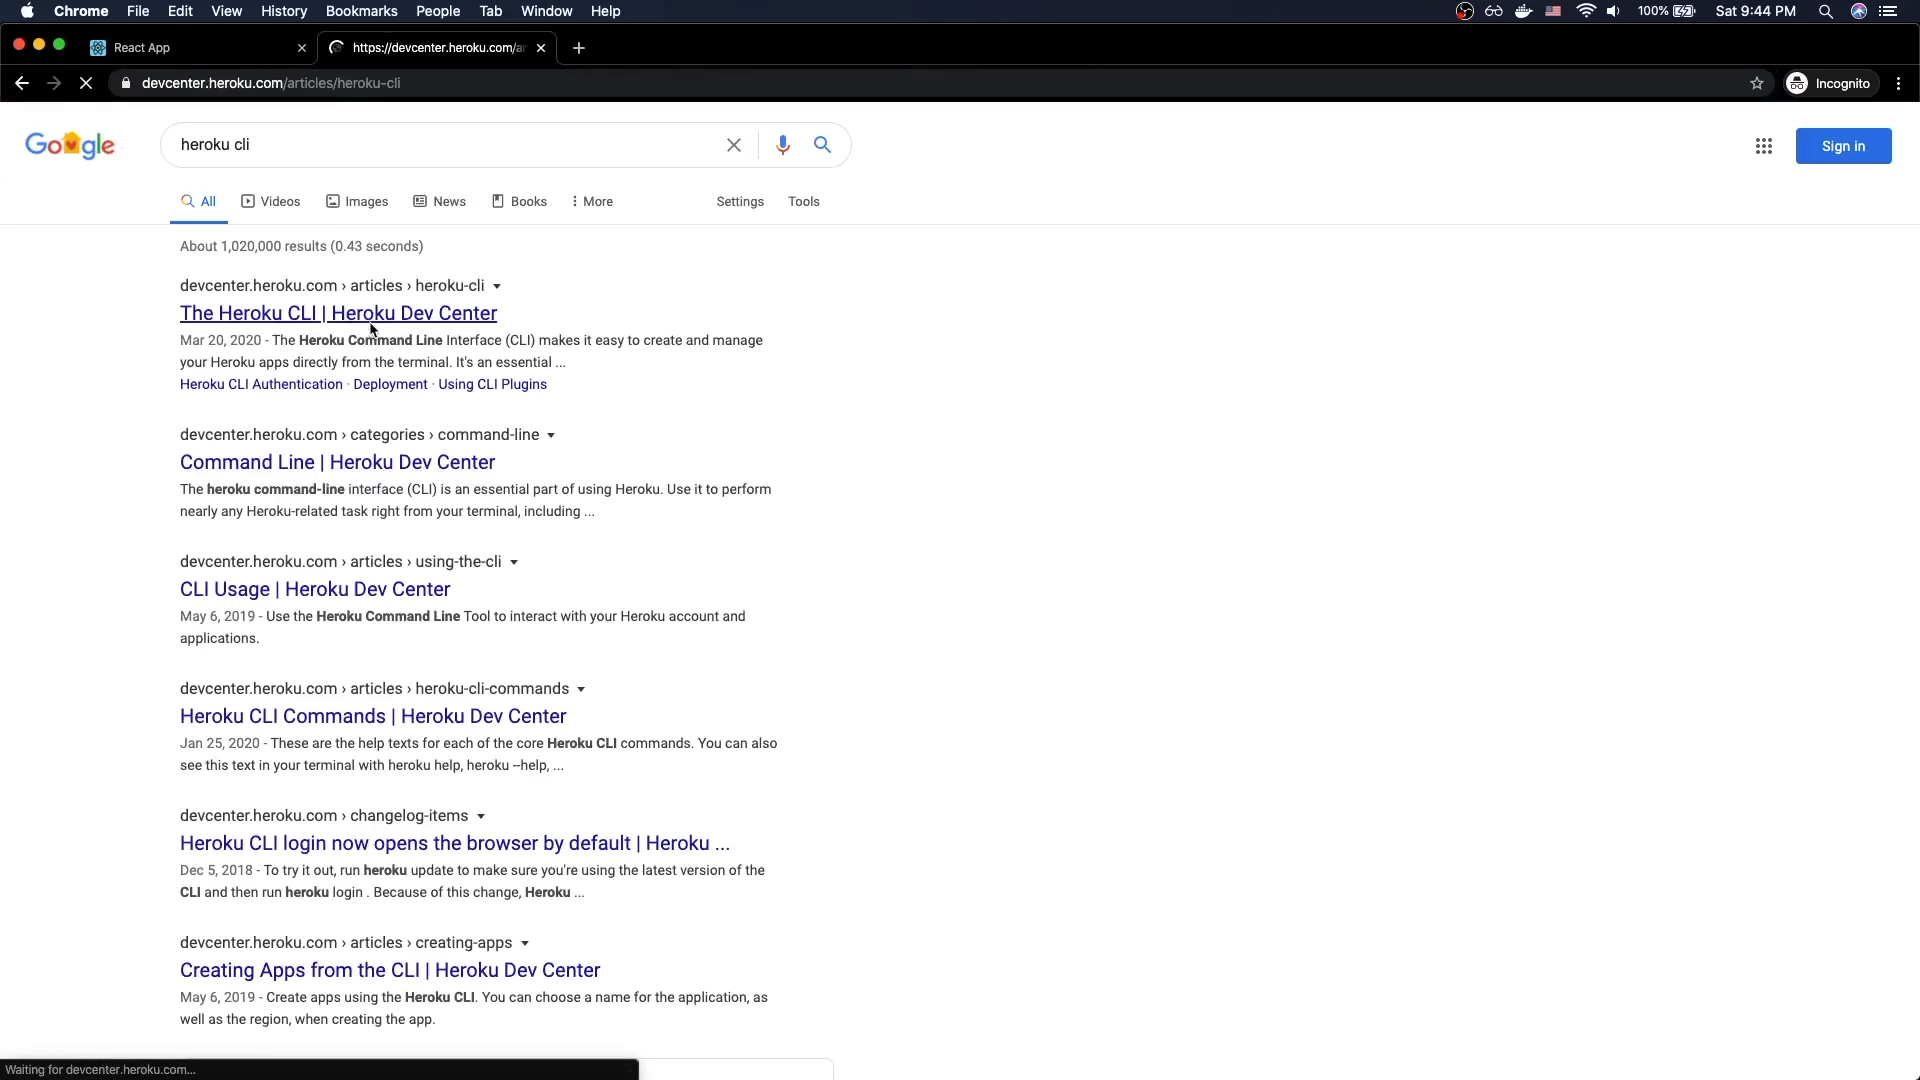 Chrome File Edit View History Bookmarks People Tab Window Help 100% Sat 9:44 PM
React App https://devcenter.heroku.com/ar
devcenter.heroku.com/articles/heroku-cli Incognito
Google heroku cli Sign in
All Videos Images News Books More Settings Tools
About 1,020,000 results (0.43 seconds)
devcenter.heroku.com › articles › heroku-cli
The Heroku CLI | Heroku Dev Center
Mar 20, 2020 - The Heroku Command Line Interface (CLI) makes it easy to create and manage
your Heroku apps directly from the terminal. It's an essential ...
Heroku CLI Authentication · Deployment · Using CLI Plugins
devcenter.heroku.com › categories › command-line
Command Line | Heroku Dev Center
The heroku command-line interface (CLI) is an essential part of using Heroku. Use it to perform
nearly any Heroku-related task right from your terminal, including ...
devcenter.heroku.com › articles › using-the-cli
CLI Usage | Heroku Dev Center
May 6, 2019 - Use the Heroku Command Line Tool to interact with your Heroku account and
applications.
devcenter.heroku.com › articles › heroku-cli-commands
Heroku CLI Commands | Heroku Dev Center
Jan 25, 2020 - These are the help texts for each of the core Heroku CLI commands. You can also
see this text in your terminal with heroku help, heroku --help, ...
devcenter.heroku.com › changelog-items
Heroku CLI login now opens the browser by default | Heroku ...
Dec 5, 2018 - To try it out, run heroku update to make sure you're using the latest version of the
CLI and then run heroku login . Because of this change, Heroku ...
devcenter.heroku.com › articles › creating-apps
Creating Apps from the CLI | Heroku Dev Center
May 6, 2019 - Create apps using the Heroku CLI. You can choose a name for the application, as
well as the region, when creating the app.
Waiting for devcenter.heroku.com...